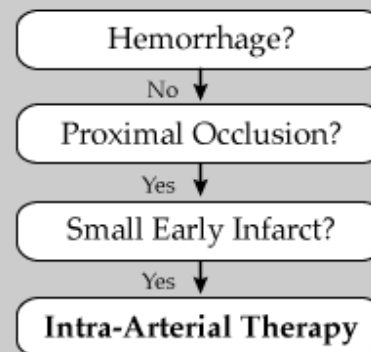 Hemorrhage?
No
Proximal Occlusion?
Yes
Small Early Infarct?
Yes
Intra-Arterial Therapy